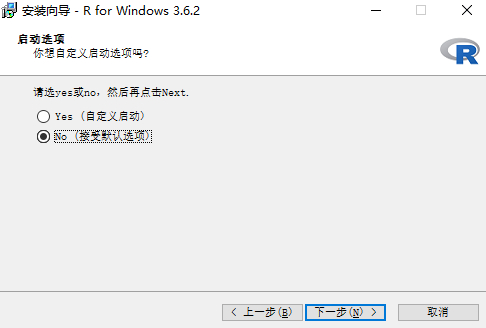 安装向导 - R for Windows 3.6.2
启动选项
你想自定义启动选项吗?
R
请选yes或no, 然后再点击Next.
Yes (自定义启动)
No (接受默认选项)
< 上一步(B)
下一步(N) >
取消